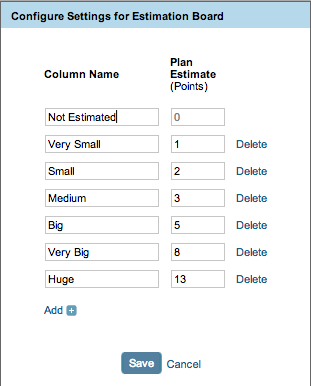 Configure Settings for Estimation Board
Column Name
Plan
Estimate
(Points)
Not Estimated 0
Very Small 1 Delete
Small 2 Delete
Medium 3 Delete
Big 5 Delete
Very Big 8 Delete
Huge 13 Delete
Add +
Save Cancel